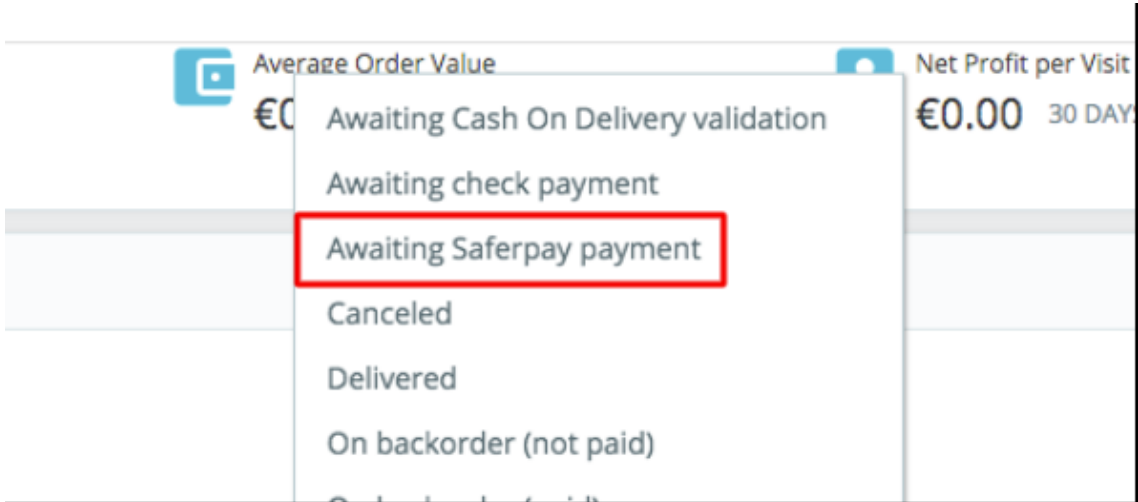 Average Order Value
Net Profit per Visit
€0.00 30 DAYS
Awaiting Cash On Delivery validation
Awaiting check payment
Awaiting Saferpay payment
Canceled
Delivered
On backorder (not paid)